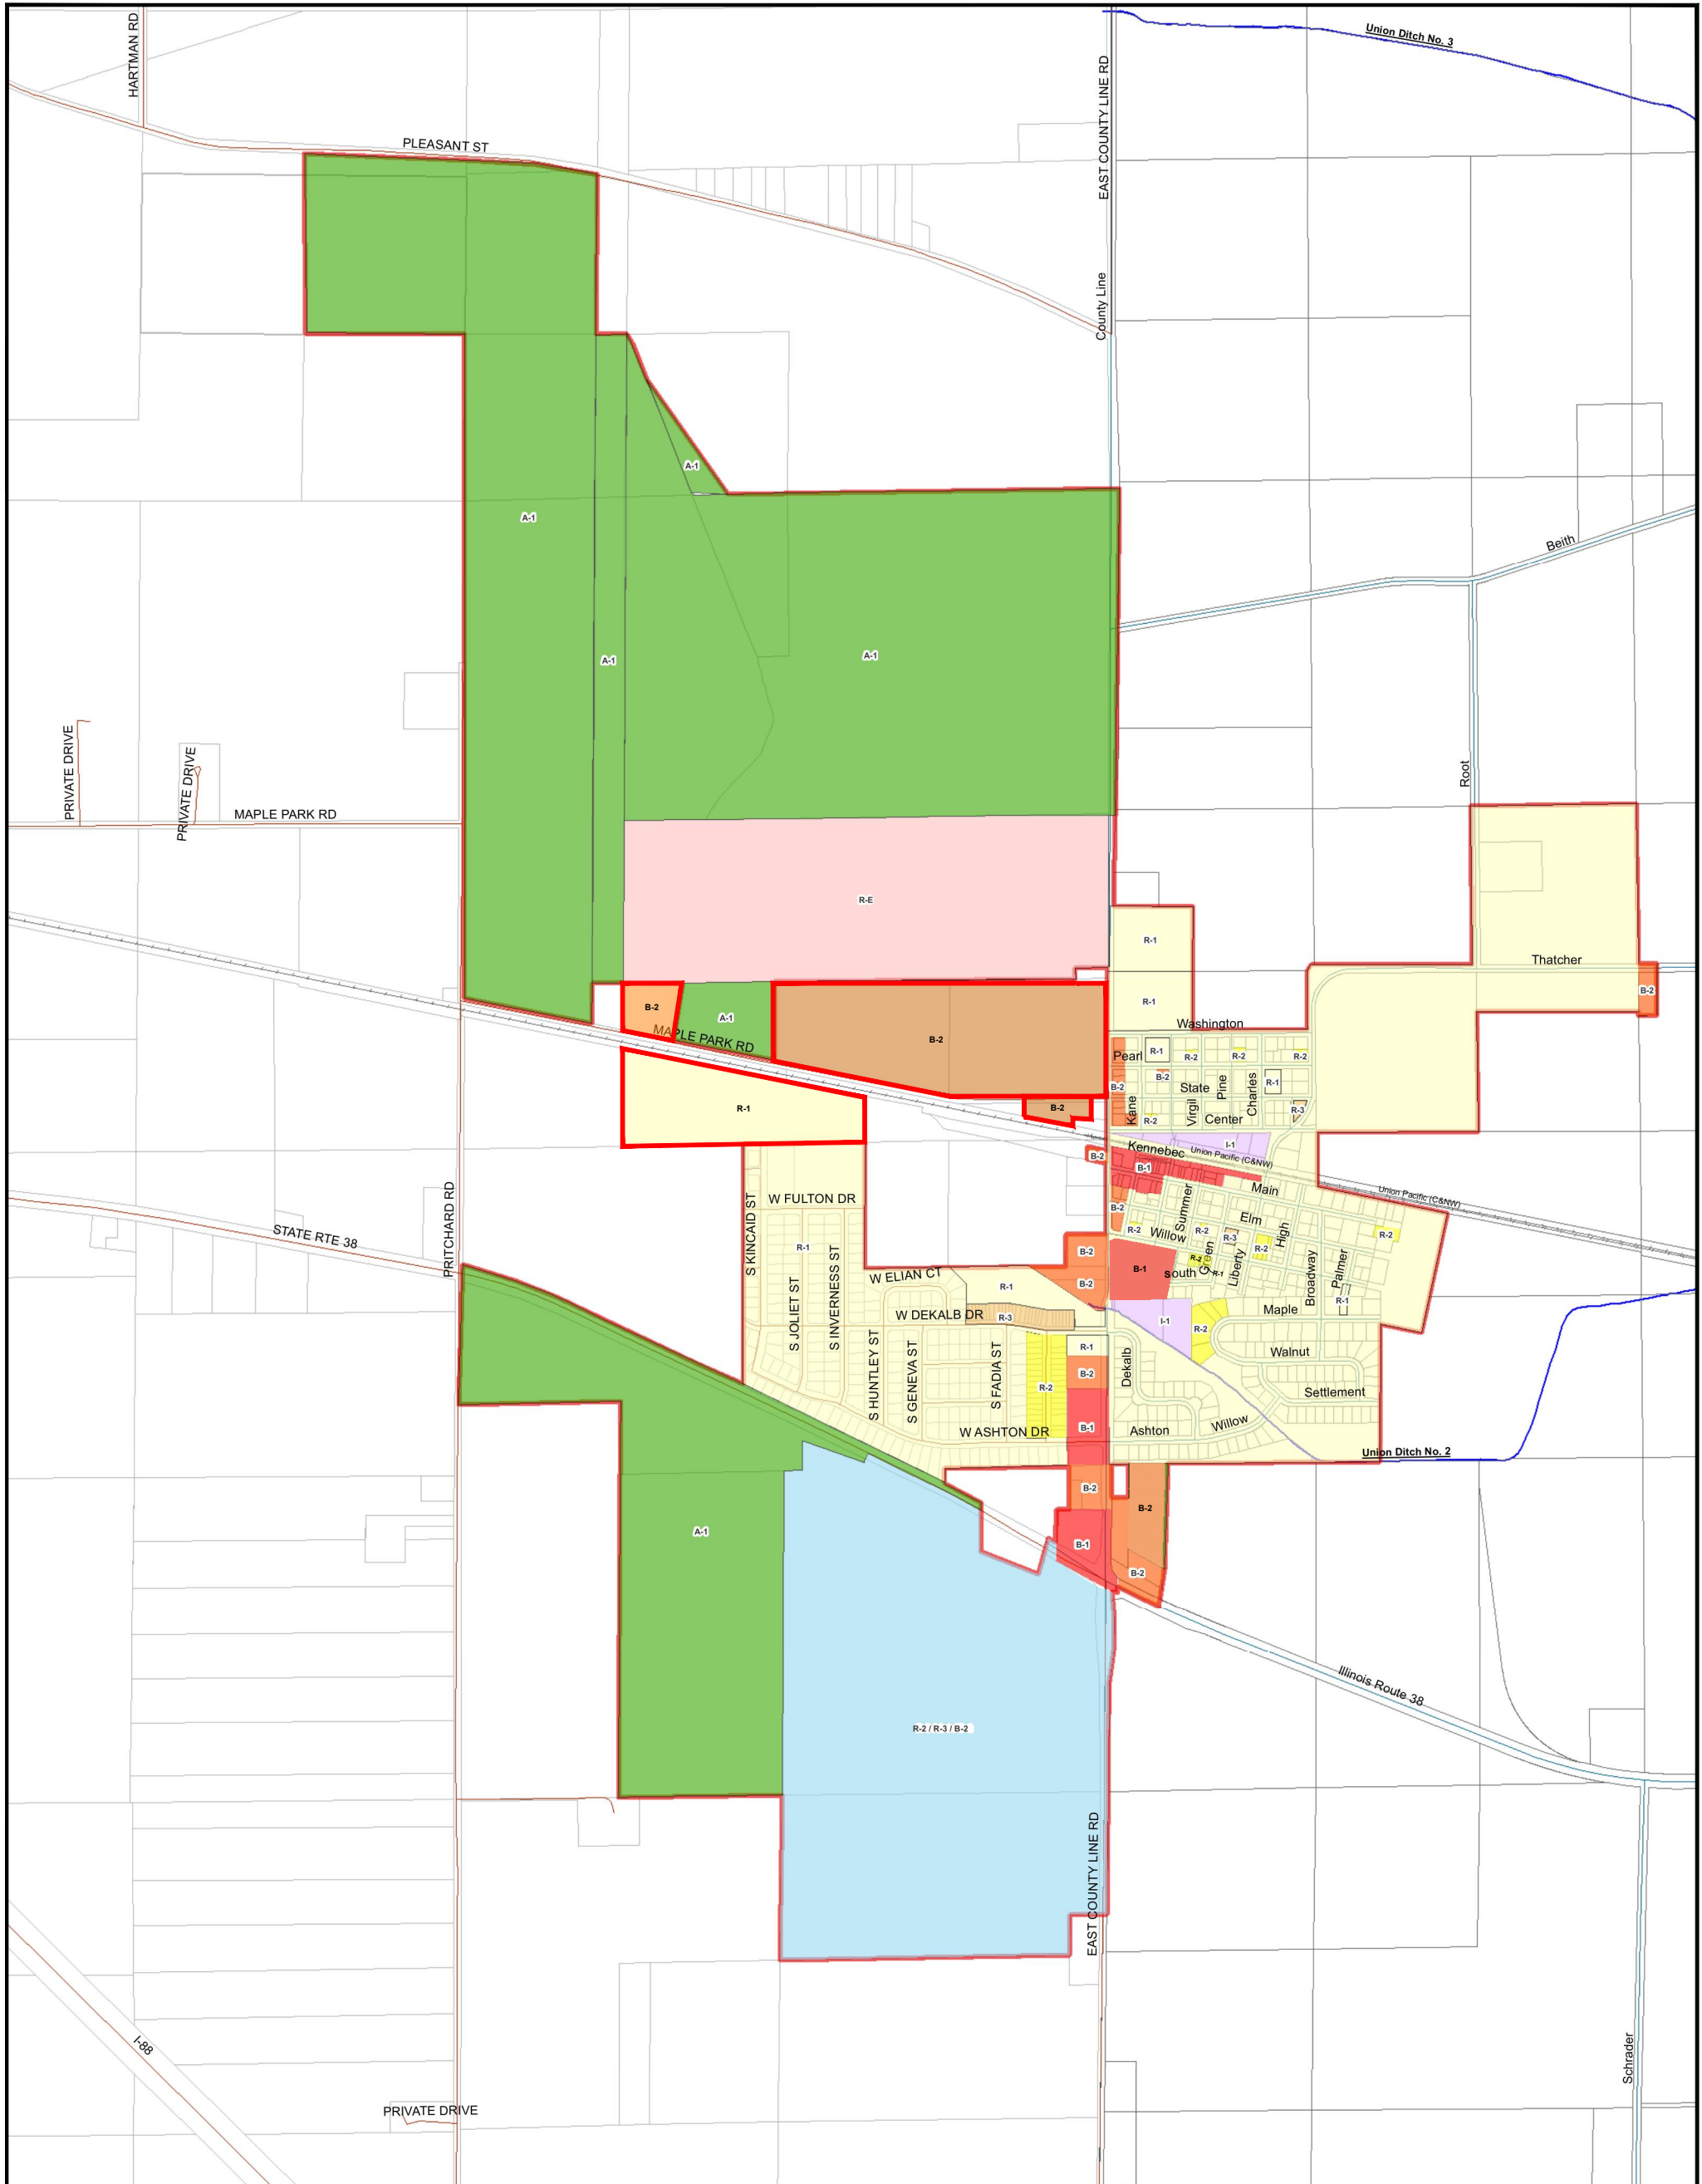 HARTMAN RD
Union Ditch No. 3
EAST COUNTY LINE RD
PLEASANT ST
County Line
A-1
A-1
Beith
A-1
A-1
PRIVATE DRIVE
PRIVATE DRIVE
Root
MAPLE PARK RD
R-E
R-1
Thatcher
B-2
R-1
B-2
A-1
Washington
MAPLE PARK RD
B-2
Pearl
R-1
R-2
R-2
R-2
B-2
B-2
State
Pine
Charles
R-1
Kane
Virgil
R-1
B-2
R-2
Center
R-3
I-1
Kennebec
Union Pacific (C&NW)
B-2
B-1
Main
Union Pacific (C&NW)
PRITCHARD RD
S KINCAID ST
W FULTON DR
Summer
B-2
Elm
R-2
Willow
R-2
R-3
High
R-2
R-2
STATE RTE 38
R-1
S INVERNESS ST
B-2
R-2
Green
Liberty
Broadway
Palmer
B-1
south
R-1
W ELIAN CT
R-1
B-2
S JOLIET ST
R-1
Maple
W DEKALB DR
R-3
I-1
R-2
S HUNTLEY ST
S GENEVA ST
S FADIA ST
R-1
Dekalb
Walnut
B-2
R-2
Settlement
B-1
Ashton
Willow
W ASHTON DR
Union Ditch No. 2
B-2
B-2
A-1
B-1
B-2
Illinois Route 38
R-2 / R-3 / B-2
EAST COUNTY LINE RD
I-88
Schrader
PRIVATE DRIVE